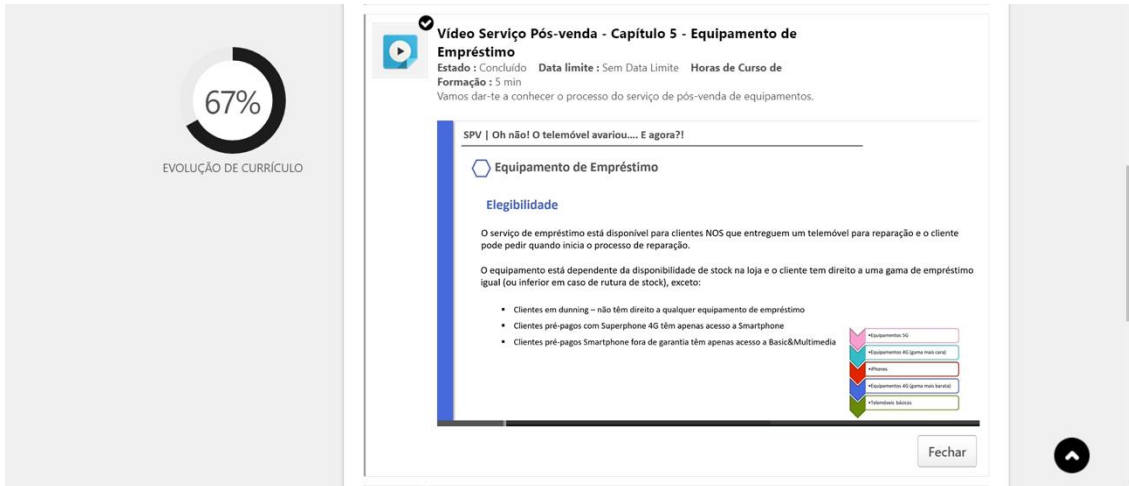 67%
EVOLUÇÃO DE CURRÍCULO
Vídeo Serviço Pós-venda - Capítulo 5 - Equipamento de
Empréstimo
Estado : Concluído Data limite : Sem Data Limite Horas de Curso de
Formação : 5 min
Vamos dar-te a conhecer o processo do serviço de pós-venda de equipamentos.
SPV | Oh não! O telemóvel avariou.... E agora?!
Equipamento de Empréstimo
Elegibilidade
O serviço de empréstimo está disponível para clientes NOS que entreguem um telemóvel para reparação e o cliente
pode pedir quando inicia o processo de reparação.
O equipamento está dependente da disponibilidade de stock na loja e o cliente tem direito a uma gama de empréstimo
igual (ou inferior em caso de rutura de stock), exceto:
▪ Clientes em dunning – não têm direito a qualquer equipamento de empréstimo
▪ Clientes pré-pagos com Superphone 4G têm apenas acesso a Smartphone
▪ Clientes pré-pagos Smartphone fora de garantia têm apenas acesso a Basic&Multimedia
•Equipamentos 5G
•Equipamentos 4G (gama mais cara)
•iPhones
•Equipamentos 4G (gama mais barata)
•Telemóveis básicos
Fechar